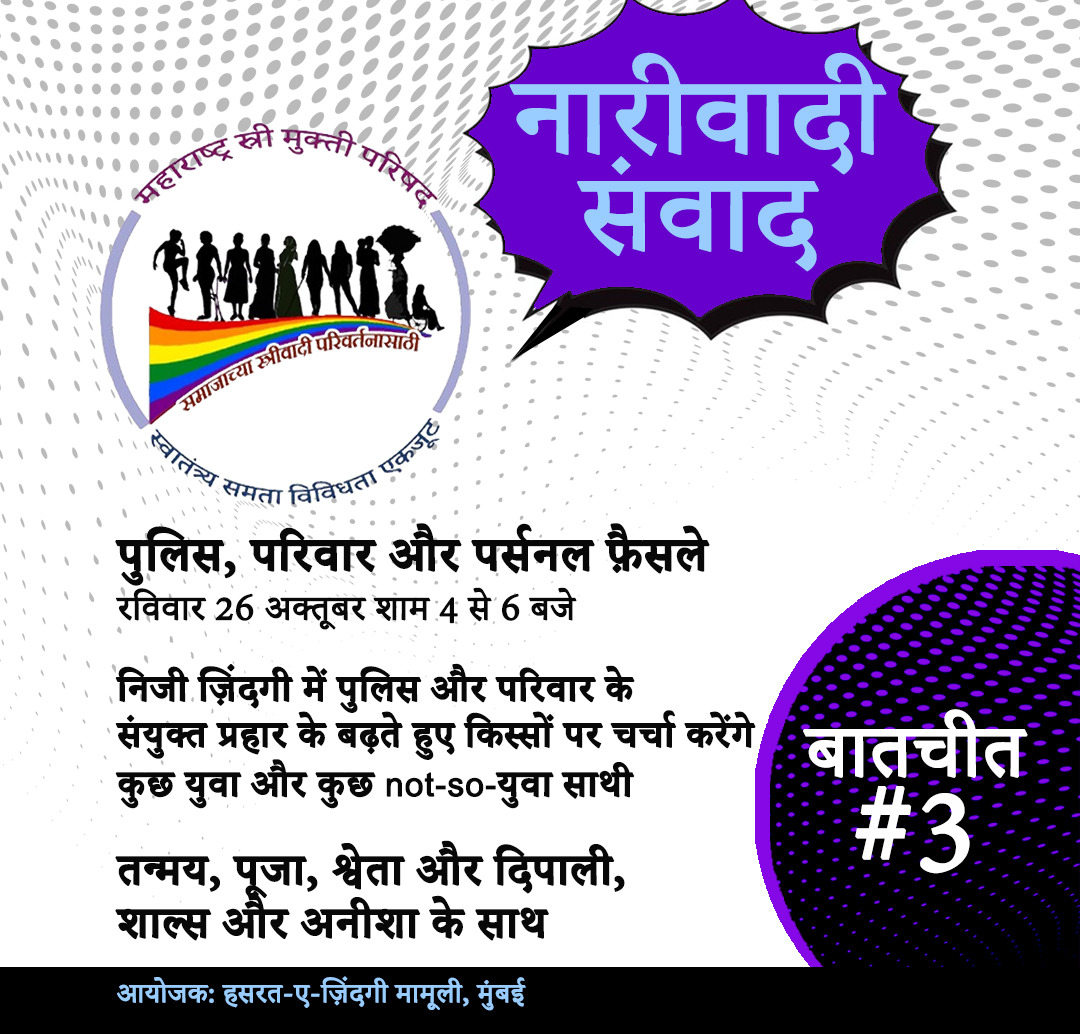 नारीवादी
संवाद
महाराष्ट्र स्त्री मुक्ती परिषद
समाजाच्या स्त्रीवादी परिवर्तनासाठी
स्वातंत्र्य समता विविधता एकजूट
पुलिस, परिवार और पर्सनल फ़ैसले
रविवार 26 अक्तूबर शाम 4 से 6 बजे
निजी ज़िंदगी में पुलिस और परिवार के
संयुक्त प्रहार के बढ़ते हुए किस्सों पर चर्चा करेंगे
कुछ युवा और कुछ not-so-युवा साथी
बातचीत
#3
तन्मय, पूजा, श्वेता और दिपाली,
शाल्स और अनीशा के साथ
आयोजक: हसरत-ए-ज़िंदगी मामूली, मुंबई